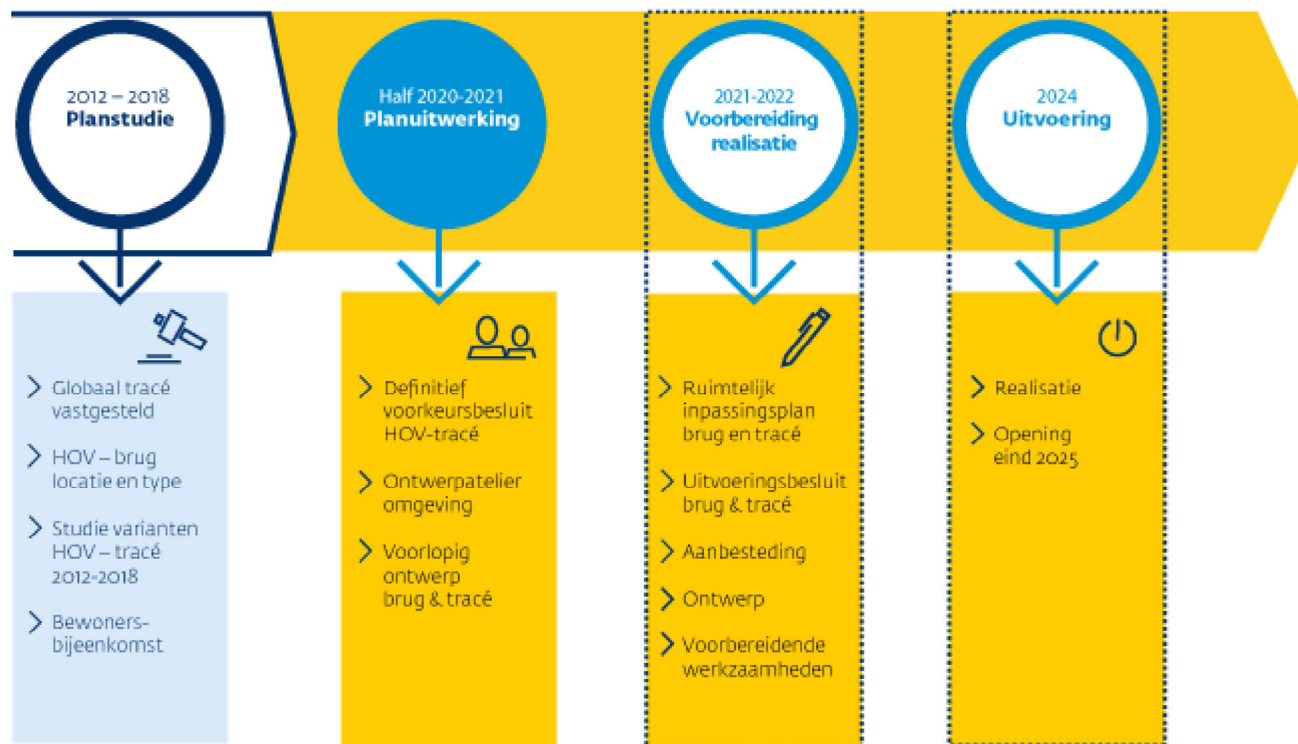 2012 – 2018
Planstudie
Globaal tracé
vastgesteld
HOV – brug
locatie en type
Studie varianten
HOV – tracé
2012-2018
Bewoners-
bijeenkomst
Half 2020-2021
Planuitwerking
Definitief
voorkeursbesluit
HOV-tracé
Ontwerpatelier
omgeving
Voorlopig
ontwerp
brug & tracé
2021-2022
Voorbereiding
realisatie
Ruimtelijk
inpassingsplan
brug en tracé
Uitvoeringsbesluit
brug & tracé
Aanbesteding
Ontwerp
Voorbereidende
werkzaamheden
2024
Uitvoering
Realisatie
Opening
eind 2025